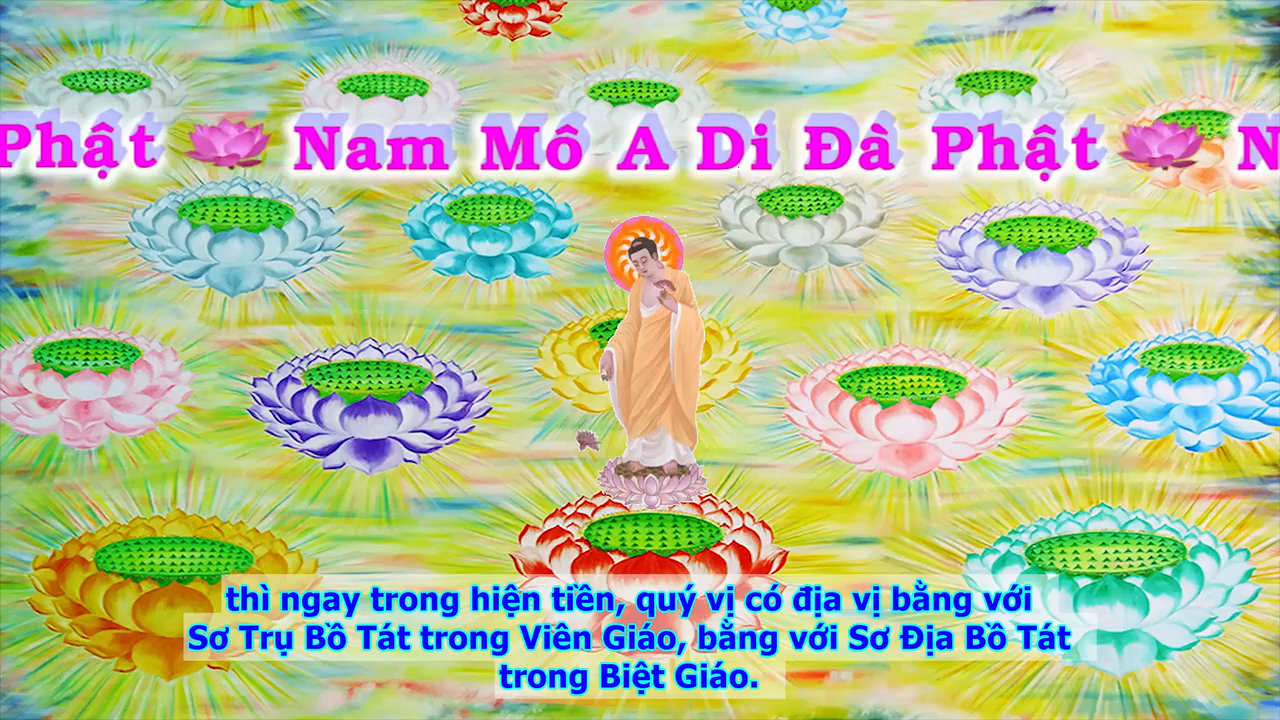 Phật Nam Mô A Di Đà Phật N
thì ngay trong hiện tiền, quý vị có địa vị bằng với
Sơ Trụ Bồ Tát trong Viên Giáo, bằng với Sơ Địa Bồ Tát
trong Biệt Giáo.